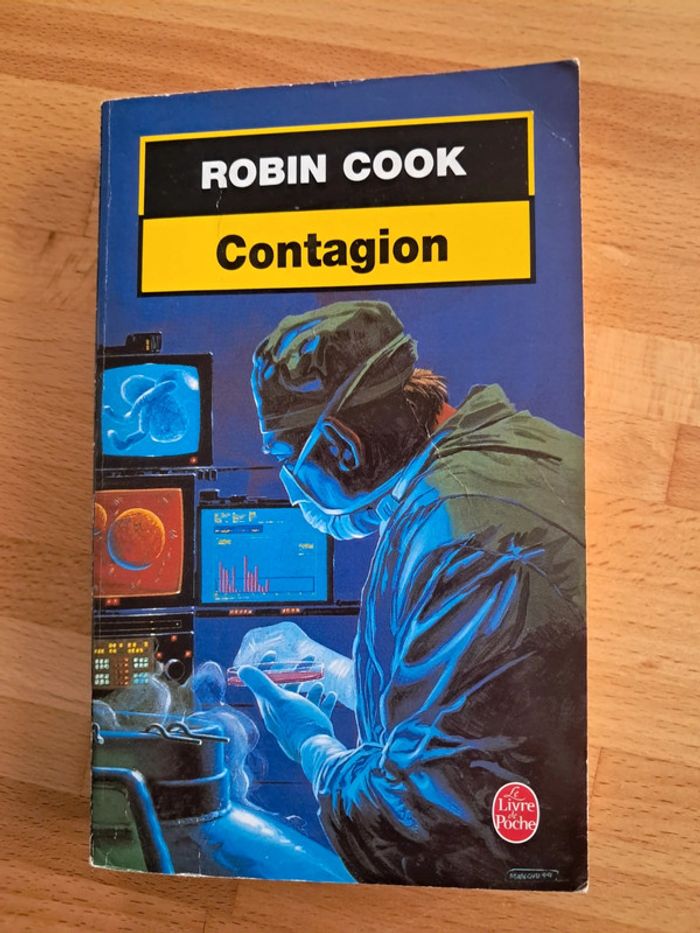 ROBIN COOK
Contagion
Le
Livre
de
Poche